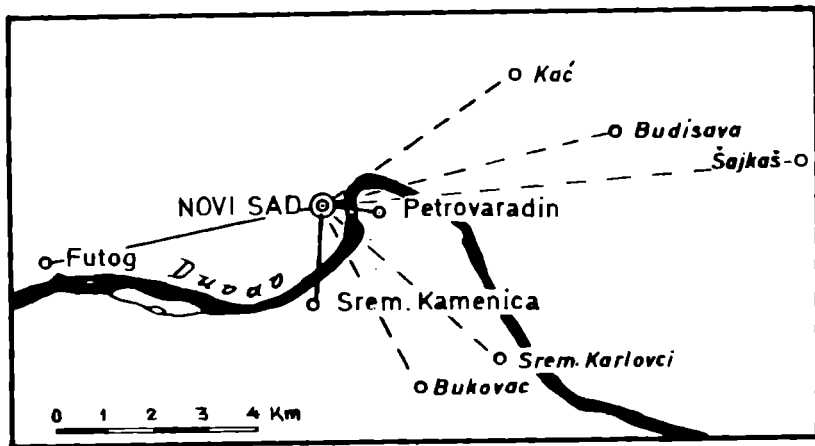 Kać
Budisava
Šajkaš
NOVI SAD
Petrovaradin
Futog
Dunav
Srem. Kamenica
Srem. Karlovci
Bukovac
0 1 2 3 4 Km